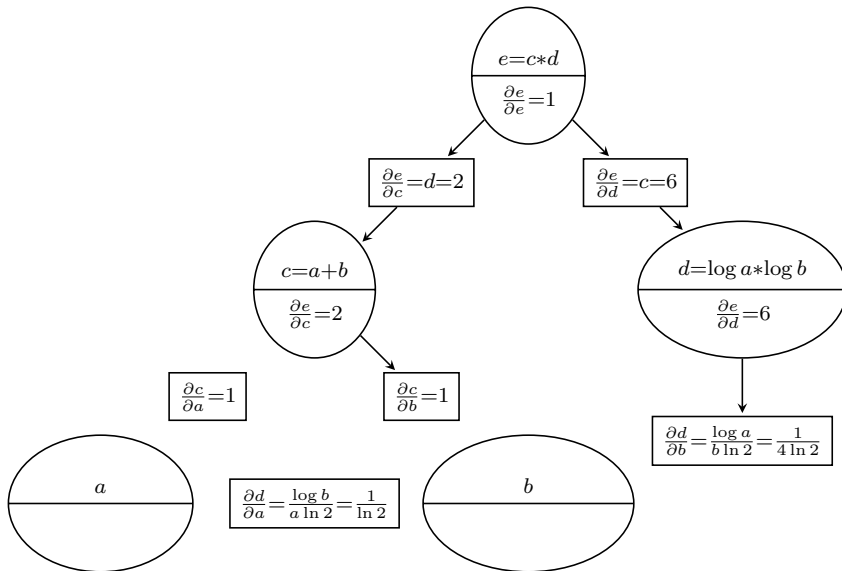 e=c*d
∂e/∂e=1
∂e/∂c=d=2
∂e/∂d=c=6
c=a+b
∂e/∂c=2
d=log a*log b
∂e/∂d=6
∂c/∂a=1
∂c/∂b=1
∂d/∂b=log a/b ln 2=1/4 ln 2
a
∂d/∂a=log b/a ln 2=1/ln 2
b